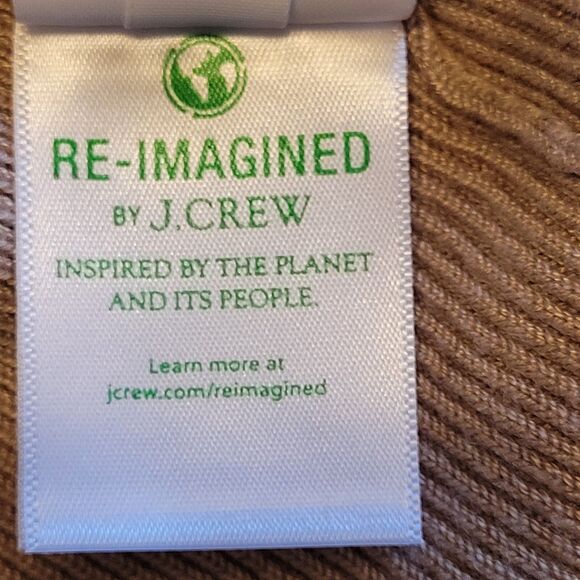 RE-IMAGINED
BY J.CREW
INSPIRED BY THE PLANET
AND ITS PEOPLE.
Learn more at
jcrew.com/reimagined